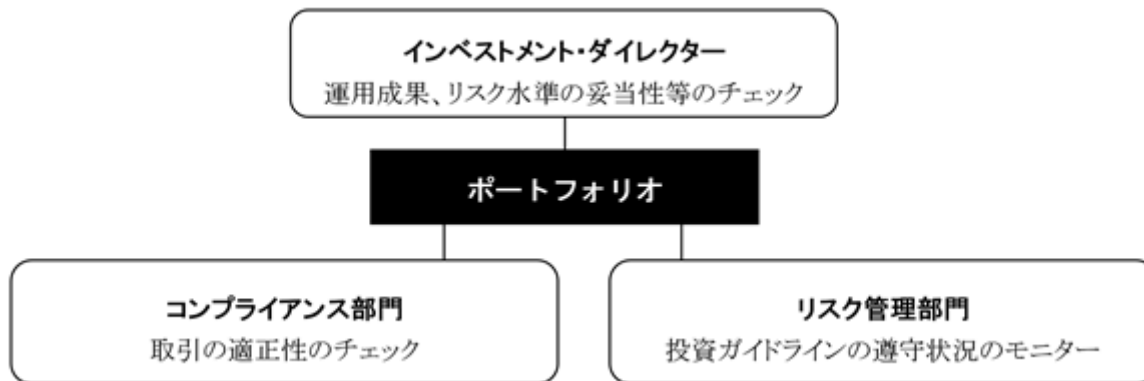 インベストメント・ダイレクター
運用成果、リスク水準の妥当性等のチェック
ポートフォリオ
コンプライアンス部門
取引の適正性のチェック
リスク管理部門
投資ガイドラインの遵守状況のモニター